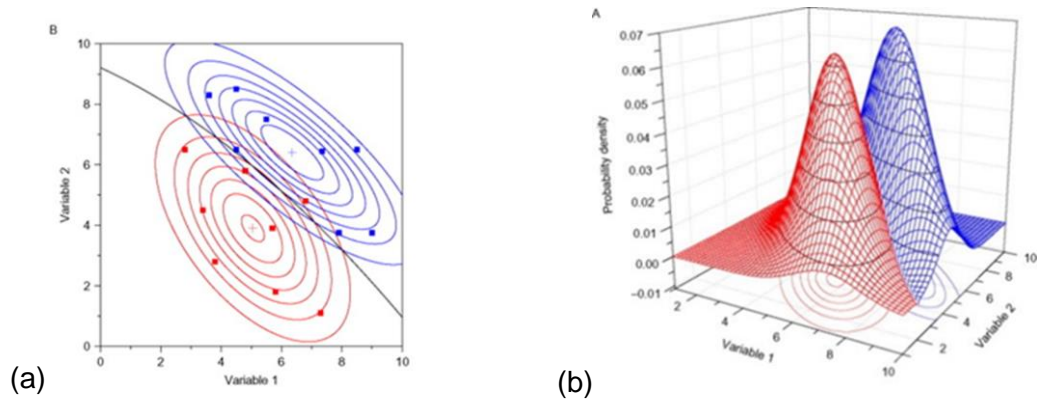 B
10
8
6
4
2
0
Variable 2
0 2 4 6 8 10
Variable 1
(a)
A
0.07
0.06
0.05
0.04
0.03
0.02
0.01
0.00
−0.01
Probability density
2 4 6 8 10
Variable 1
2 4 6 8 10
Variable 2
(b)